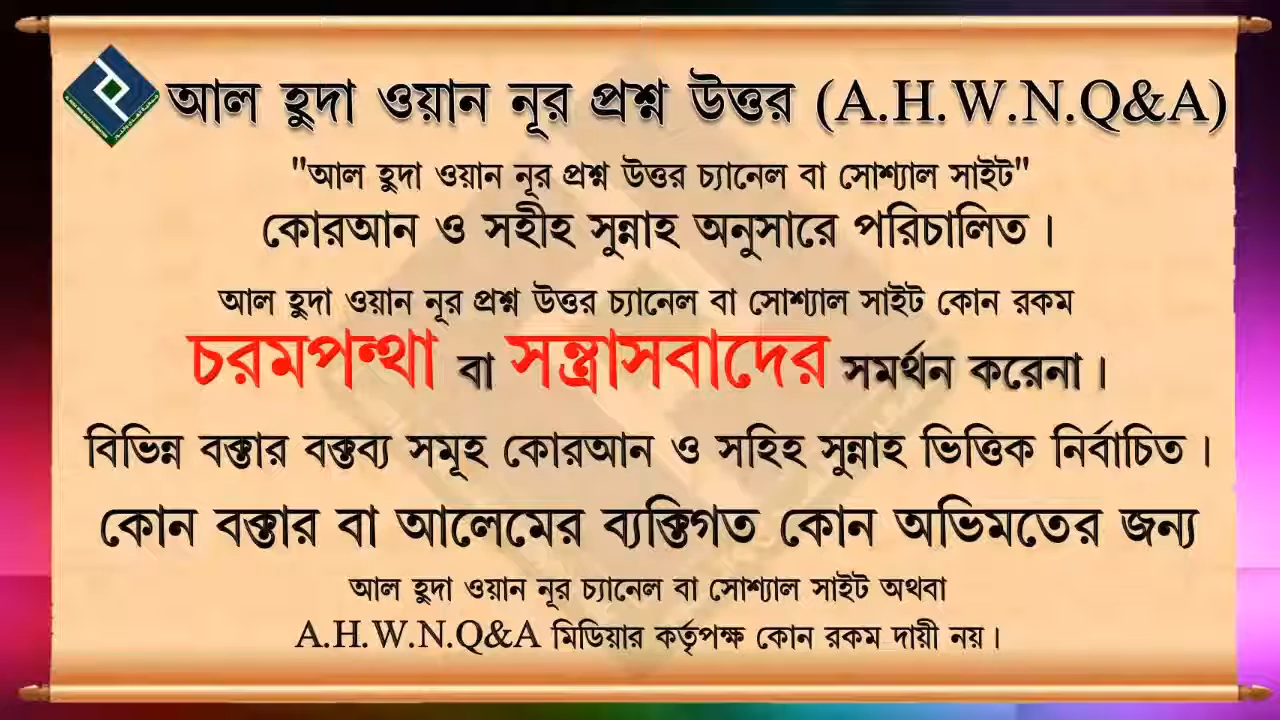 আল হুদা ওয়ান নূর প্রশ্ন উত্তর (A.H.W.N.Q&A)
"আল হুদা ওয়ান নূর প্রশ্ন উত্তর চ্যানেল বা সোশ্যাল সাইট"
কোরআন ও সহীহ সুন্নাহ অনুসারে পরিচালিত।
আল হুদা ওয়ান নূর প্রশ্ন উত্তর চ্যানেল বা সোশ্যাল সাইট কোন রকম
চরমপন্থা বা সন্ত্রাসবাদের সমর্থন করেনা।
বিভিন্ন বক্তার বক্তব্য সমূহ কোরআন ও সহিহ সুন্নাহ ভিত্তিক নির্বাচিত।
কোন বক্তার বা আলেমের ব্যক্তিগত কোন অভিমতের জন্য
আল হুদা ওয়ান নূর চ্যানেল বা সোশ্যাল সাইট অথবা
A.H.W.N.Q&A মিডিয়ার কর্তৃপক্ষ কোন রকম দায়ী নয়।